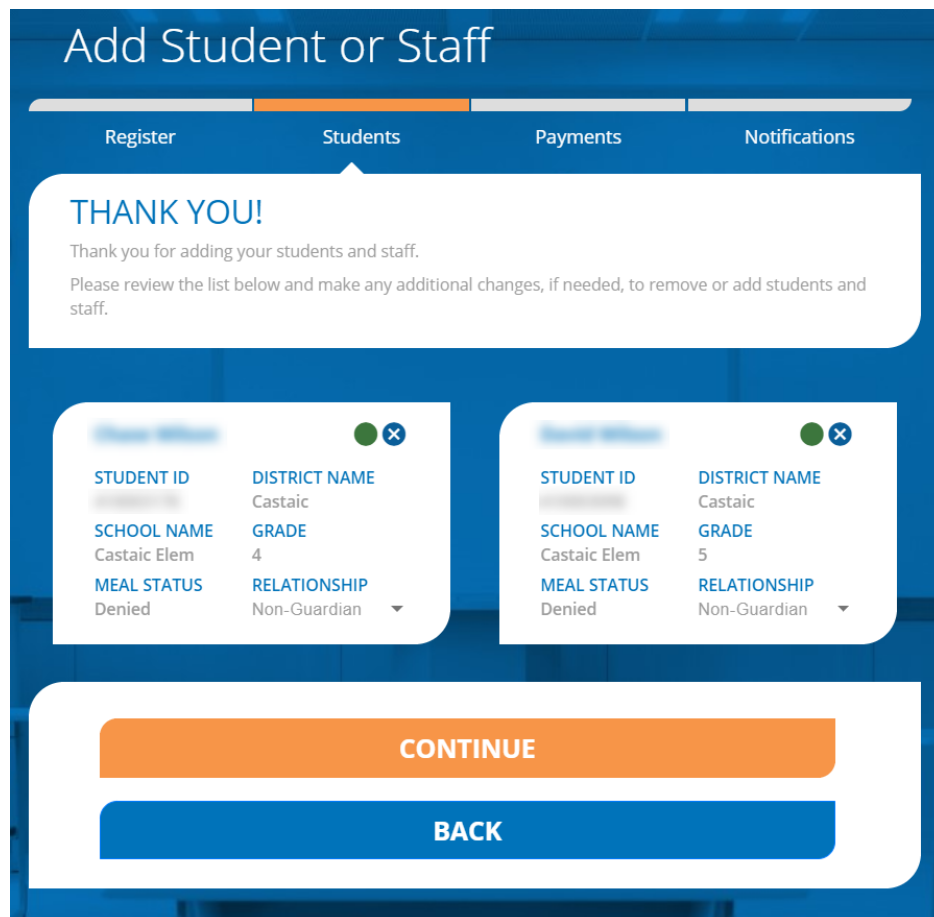 Add Student or Staff
Register Students Payments Notifications
THANK YOU!
Thank you for adding your students and staff.
Please review the list below and make any additional changes, if needed, to remove or add students and
staff.
STUDENT ID DISTRICT NAME
Castaic
SCHOOL NAME GRADE
Castaic Elem 4
MEAL STATUS RELATIONSHIP
Denied Non-Guardian
STUDENT ID DISTRICT NAME
Castaic
SCHOOL NAME GRADE
Castaic Elem 5
MEAL STATUS RELATIONSHIP
Denied Non-Guardian
CONTINUE
BACK